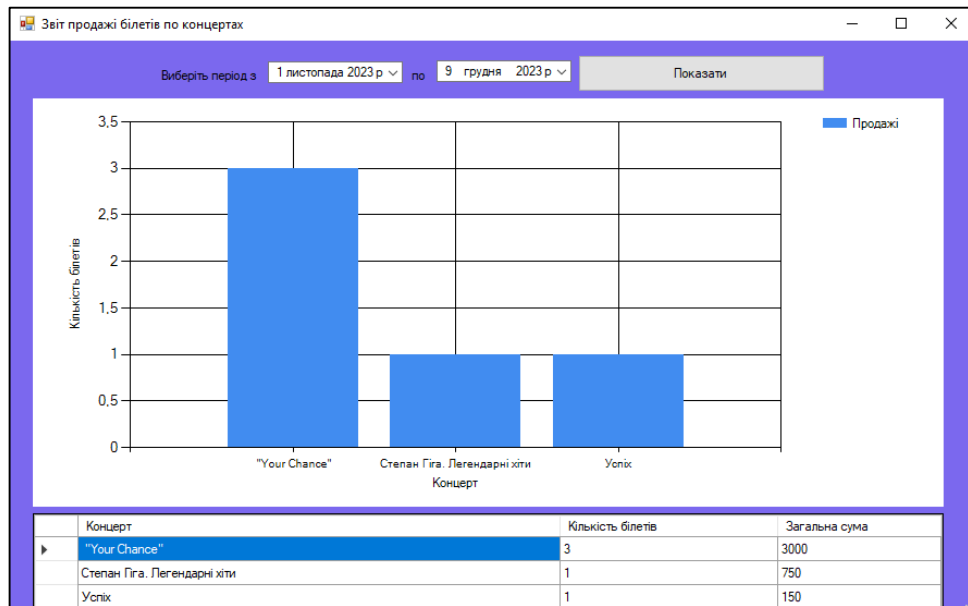 Звіт продажі білетів по концертах
Виберіть період з 1 листопада 2023 р по 9 грудня 2023 р Показати
Продажі
3,5
3
2,5
2
1,5
1
0,5
0
Кількість білетів
"Your Chance" Степан Гіга. Легендарні хіти Успіх
Концерт
Концерт Кількість білетів Загальна сума
"Your Chance" 3 3000
Степан Гіга. Легендарні хіти 1 750
Успіх 1 150